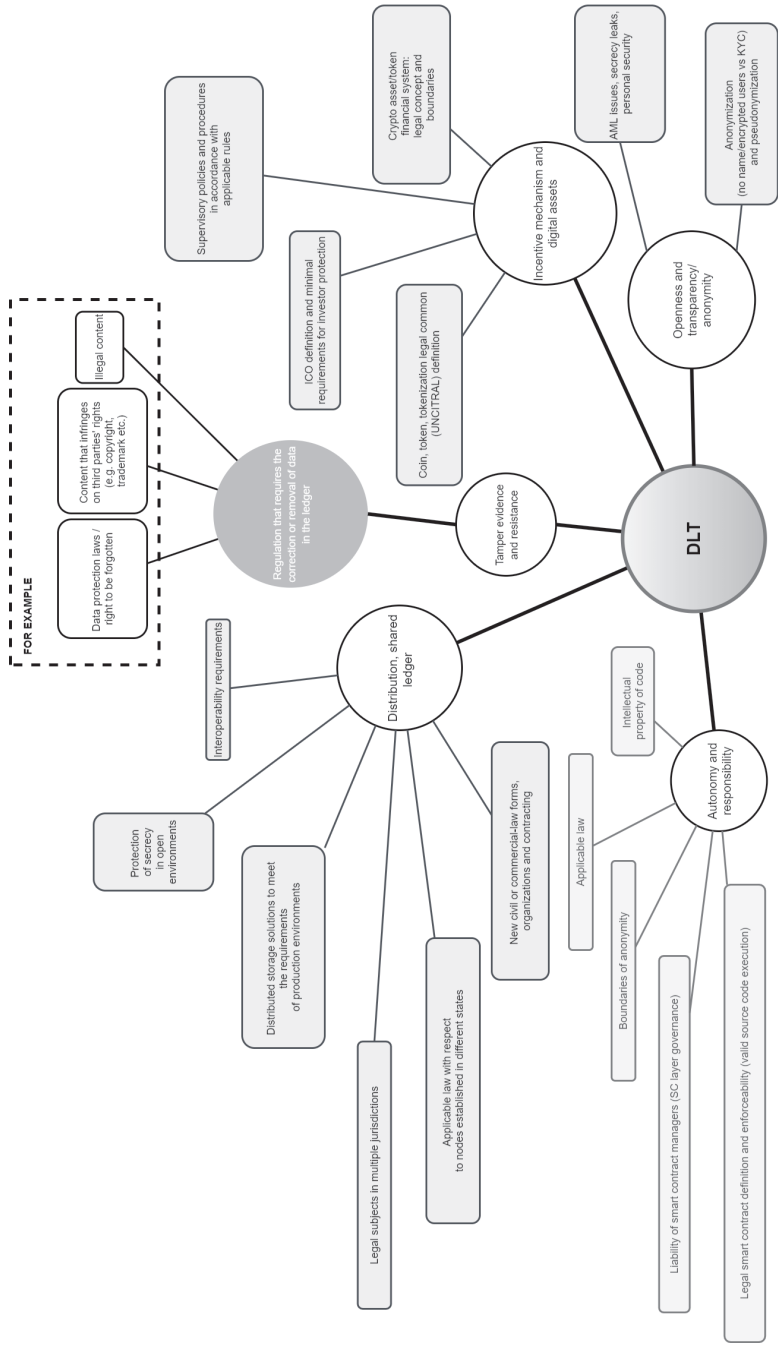 FOR EXAMPLE
Data protection laws /
right to be forgotten
Content that infringes
on third parties' rights
(e.g. copyright,
trademark etc.)
Illegal content
Supervisory policies and procedures
in accordance with
applicable rules
Crypto asset/token
financial system:
legal concept and
boundaries
AML issues, secrecy leaks,
personal security
Anonymization
(no name/encrypted users vs KYC)
and pseudonymization
ICO definition and minimal
requirements for investor protection
Coin, token, tokenization legal common
(UNCITRAL) definition
Incentive mechanism and
digital assets
Openness and
transparency/
anonymity
Regulation that requires the
correction or removal of data
in the ledger
Tamper evidence
and resistance
DLT
Distribution, shared
ledger
Interoperability requirements
Protection
of secrecy
in open
environments
Distributed storage solutions to meet
the requirements
of production environments
Legal subjects in multiple jurisdictions
Applicable law with respect
to nodes established in different states
New civil or commercial-law forms,
organizations and contracting
Autonomy and
responsibility
Intellectual
property of code
Applicable law
Boundaries of anonymity
LIability of smart contract managers (SC layer governance)
Legal smart contract definition and enforceability (valid source code execution)